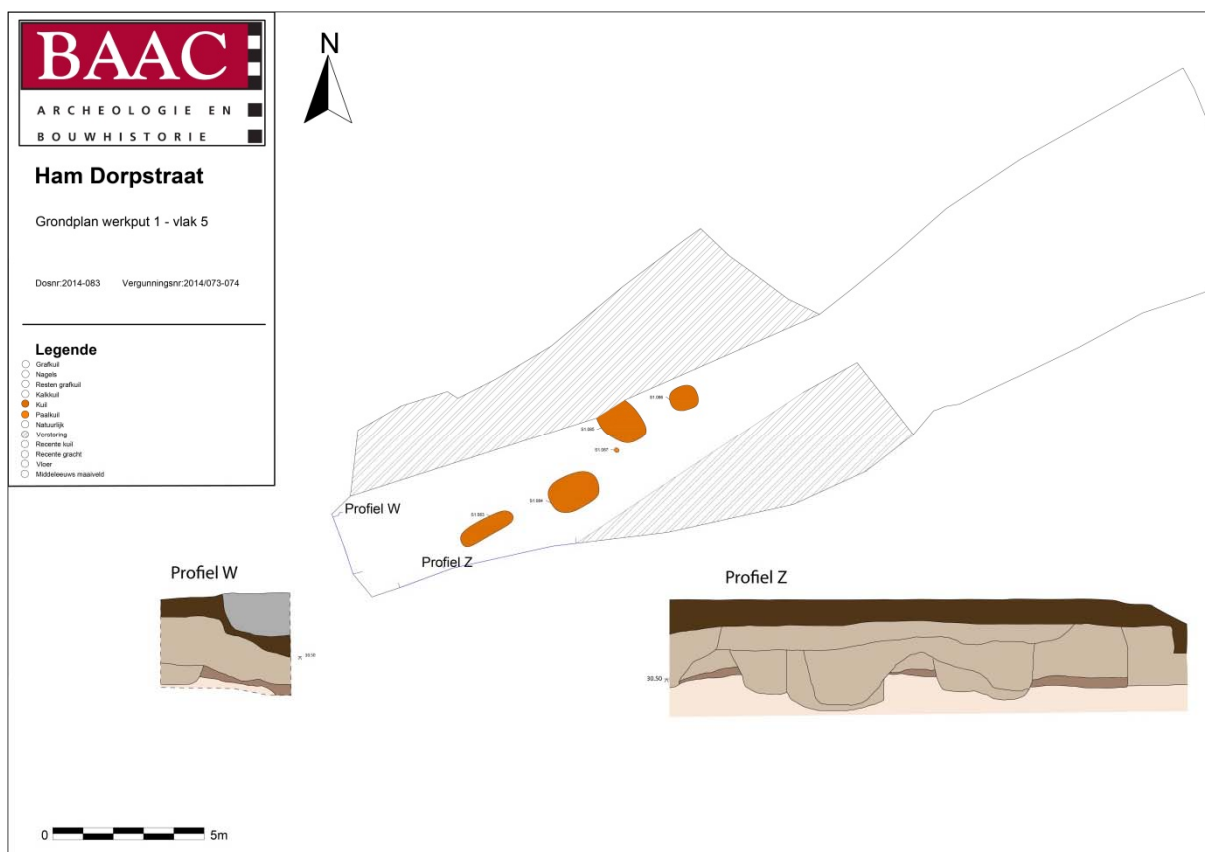 BAAC
ARCHEOLOGIE EN
BOUWHISTORIE
Ham Dorpstraat
Grondplan werkput 1 - vlak 5
Dosnr:2014-083 Vergunningsnr:2014/073-074
Legende
Grafkuil
Nagels
Resten grafkuil
Kalkkuil
Kuil
Paalkuil
Natuurlijk
Verstoring
Recente kuil
Recente gracht
Vloer
Middeleeuws maaiveld
N
Profiel W
Profiel Z
Profiel W
30.50
Profiel Z
30.50
0 5m